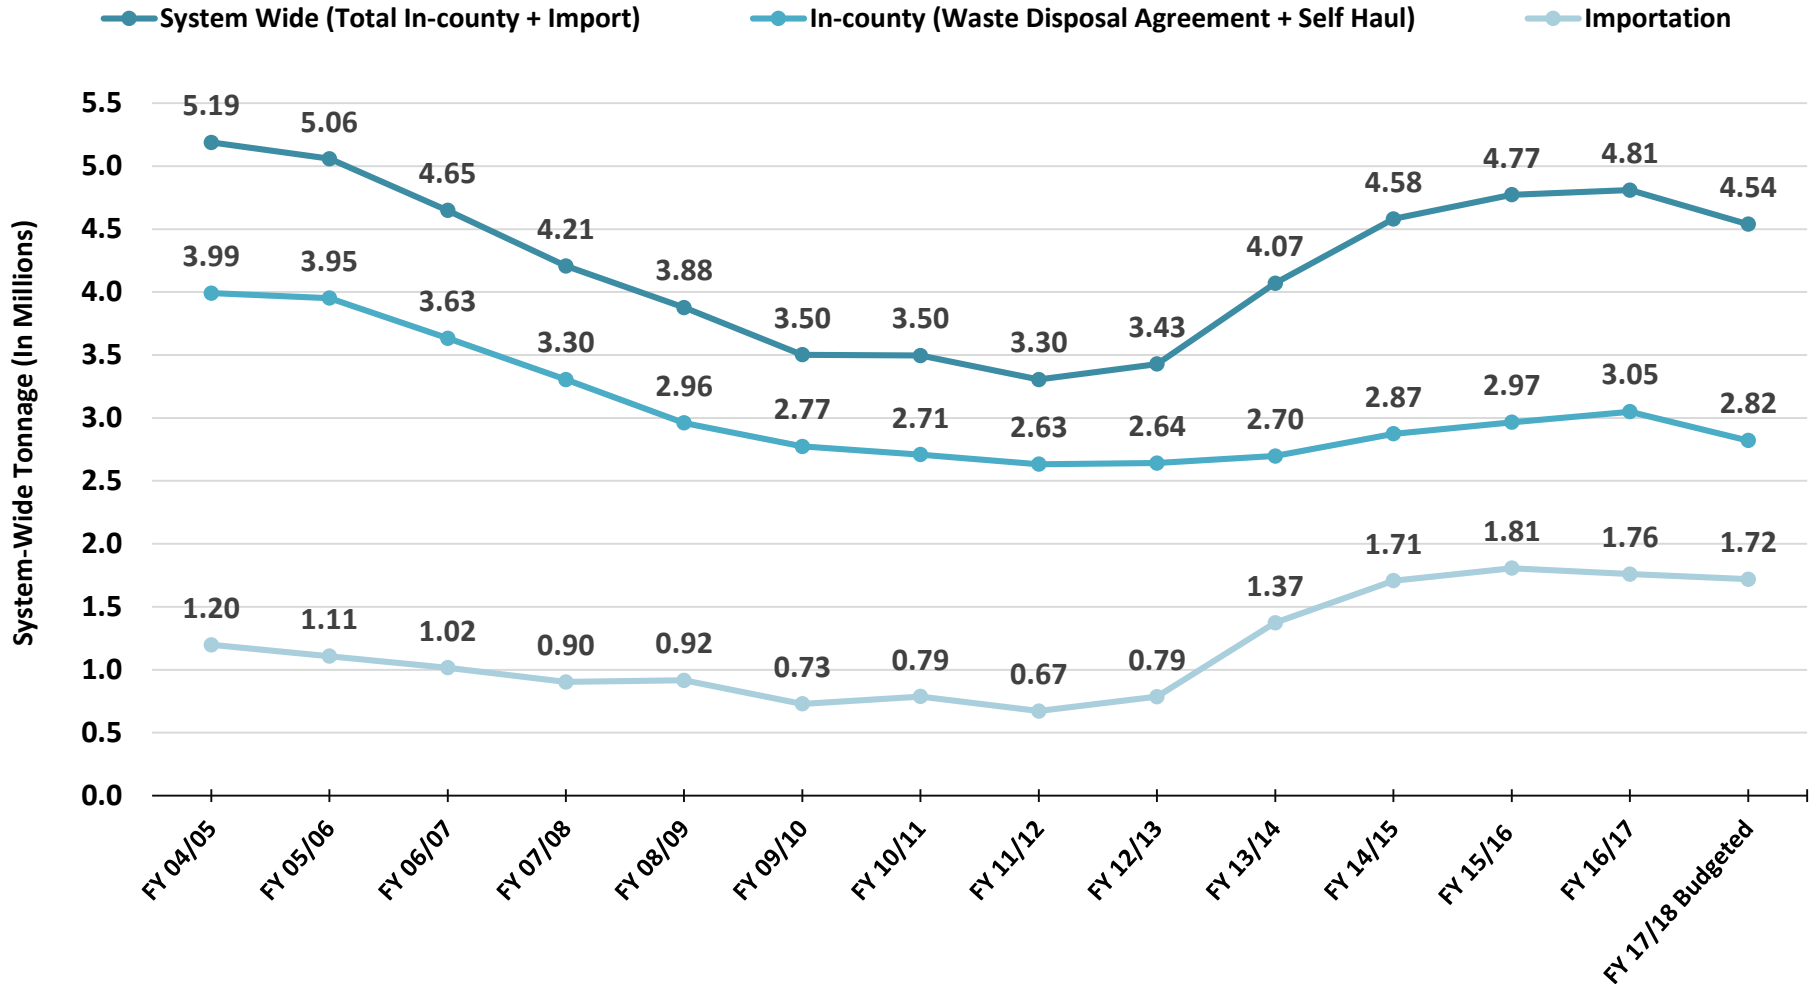 System Wide (Total In-county + Import) In-county (Waste Disposal Agreement + Self Haul) Importation
System-Wide Tonnage (In Millions)
5.5
5.0
4.5
4.0
3.5
3.0
2.5
2.0
1.5
1.0
0.5
0.0
5.19 5.06 4.65 4.21 3.88 3.50 3.50 3.30 3.43 4.07 4.58 4.77 4.81 4.54
3.99 3.95 3.63 3.30 2.96 2.77 2.71 2.63 2.64 2.70 2.87 2.97 3.05 2.82
1.20 1.11 1.02 0.90 0.92 0.73 0.79 0.67 0.79 1.37 1.71 1.81 1.76 1.72
FY 04/05
FY 05/06
FY 06/07
FY 07/08
FY 08/09
FY 09/10
FY 10/11
FY 11/12
FY 12/13
FY 13/14
FY 14/15
FY 15/16
FY 16/17
FY 17/18 Budgeted